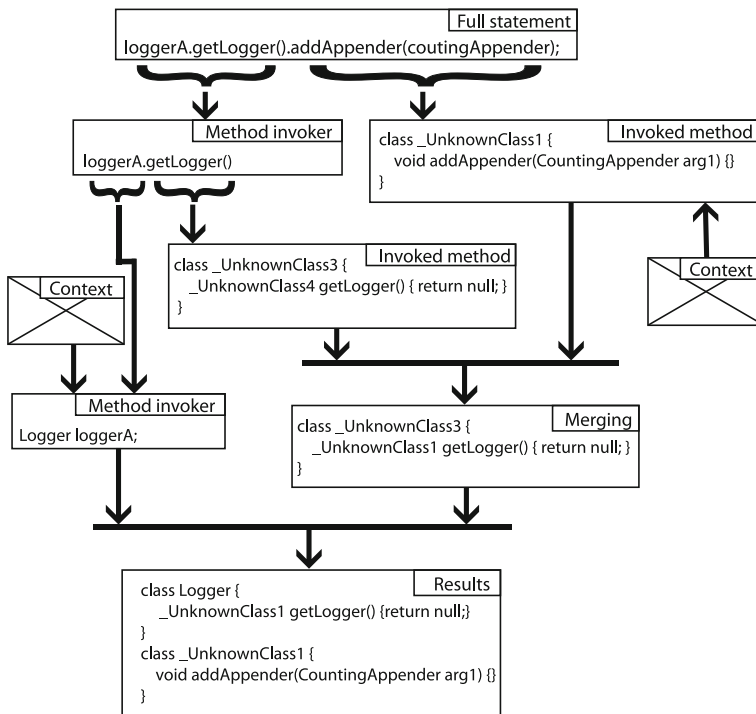 Full statement
loggerA.getLogger().addAppender(coutingAppender);
Method invoker
loggerA.getLogger()
Invoked method
class _UnknownClass1 {
void addAppender(CountingAppender arg1) {}
}
Invoked method
class _UnknownClass3 {
_UnknownClass4 getLogger() { return null; }
}
Context
Context
Method invoker
Logger loggerA;
Merging
class _UnknownClass3 {
_UnknownClass1 getLogger() { return null; }
}
Results
class Logger {
_UnknownClass1 getLogger() {return null;}
}
class _UnknownClass1 {
void addAppender(CountingAppender arg1) {}
}